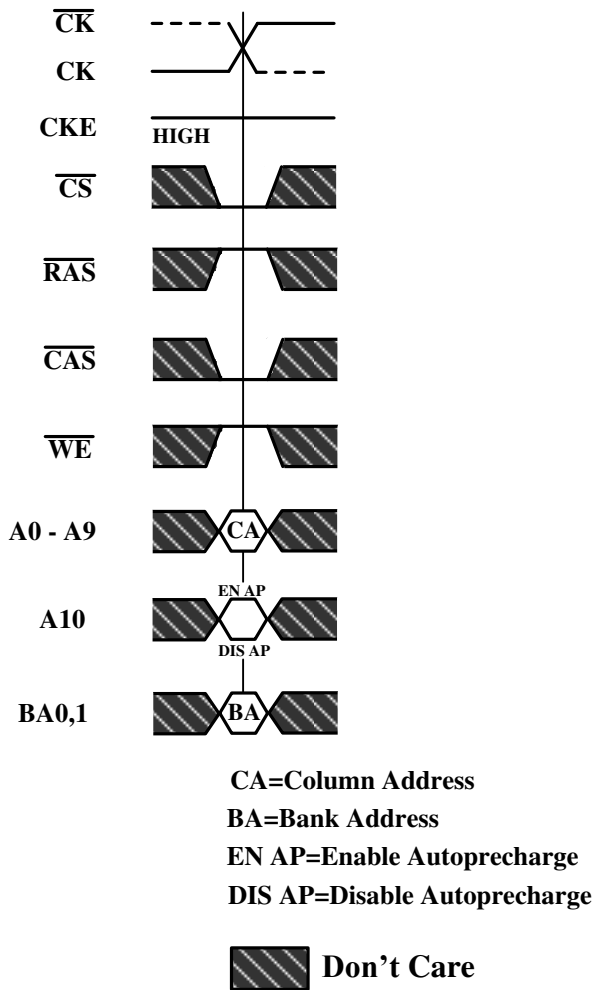 CK
CK
CKE
HIGH
CS
RAS
CAS
WE
A0 - A9
CA
EN AP
A10
DIS AP
BA0,1
BA
CA=Column Address
BA=Bank Address
EN AP=Enable Autoprecharge
DIS AP=Disable Autoprecharge
Don't Care